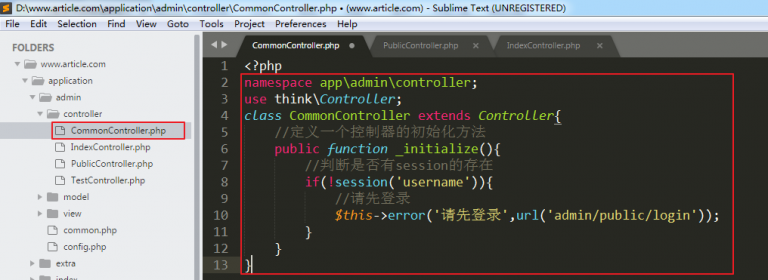 D:\www.article.com\application\admin\controller\CommonController.php • (www.article.com) - Sublime Text (UNREGISTERED)
File Edit Selection Find View Goto Tools Project Preferences Help
FOLDERS
www.article.com
application
admin
controller
CommonController.php
IndexController.php
PublicController.php
TestController.php
model
view
common.php
config.php
extra
index
CommonController.php PublicController.php IndexController.php
1 <?php
2 namespace app\admin\controller;
3 use think\Controller;
4 class CommonController extends Controller{
5 //定义一个控制器的初始化方法
6 public function _initialize(){
7 //判断是否有session的存在
8 if(!session('username')){
9 //请先登录
10 $this->error('请先登录',url('admin/public/login'));
11 }
12 }
13 }